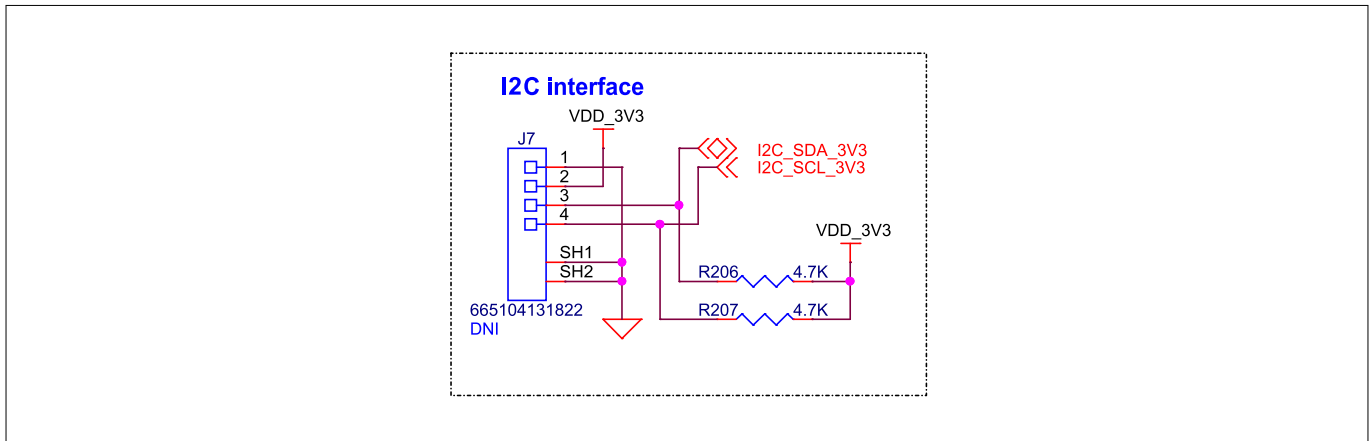 I2C interface
VDD_3V3
J7
1
2
3
4
I2C_SDA_3V3
I2C_SCL_3V3
VDD_3V3
SH1
SH2
R206 4.7K
R207 4.7K
665104131822
DNI